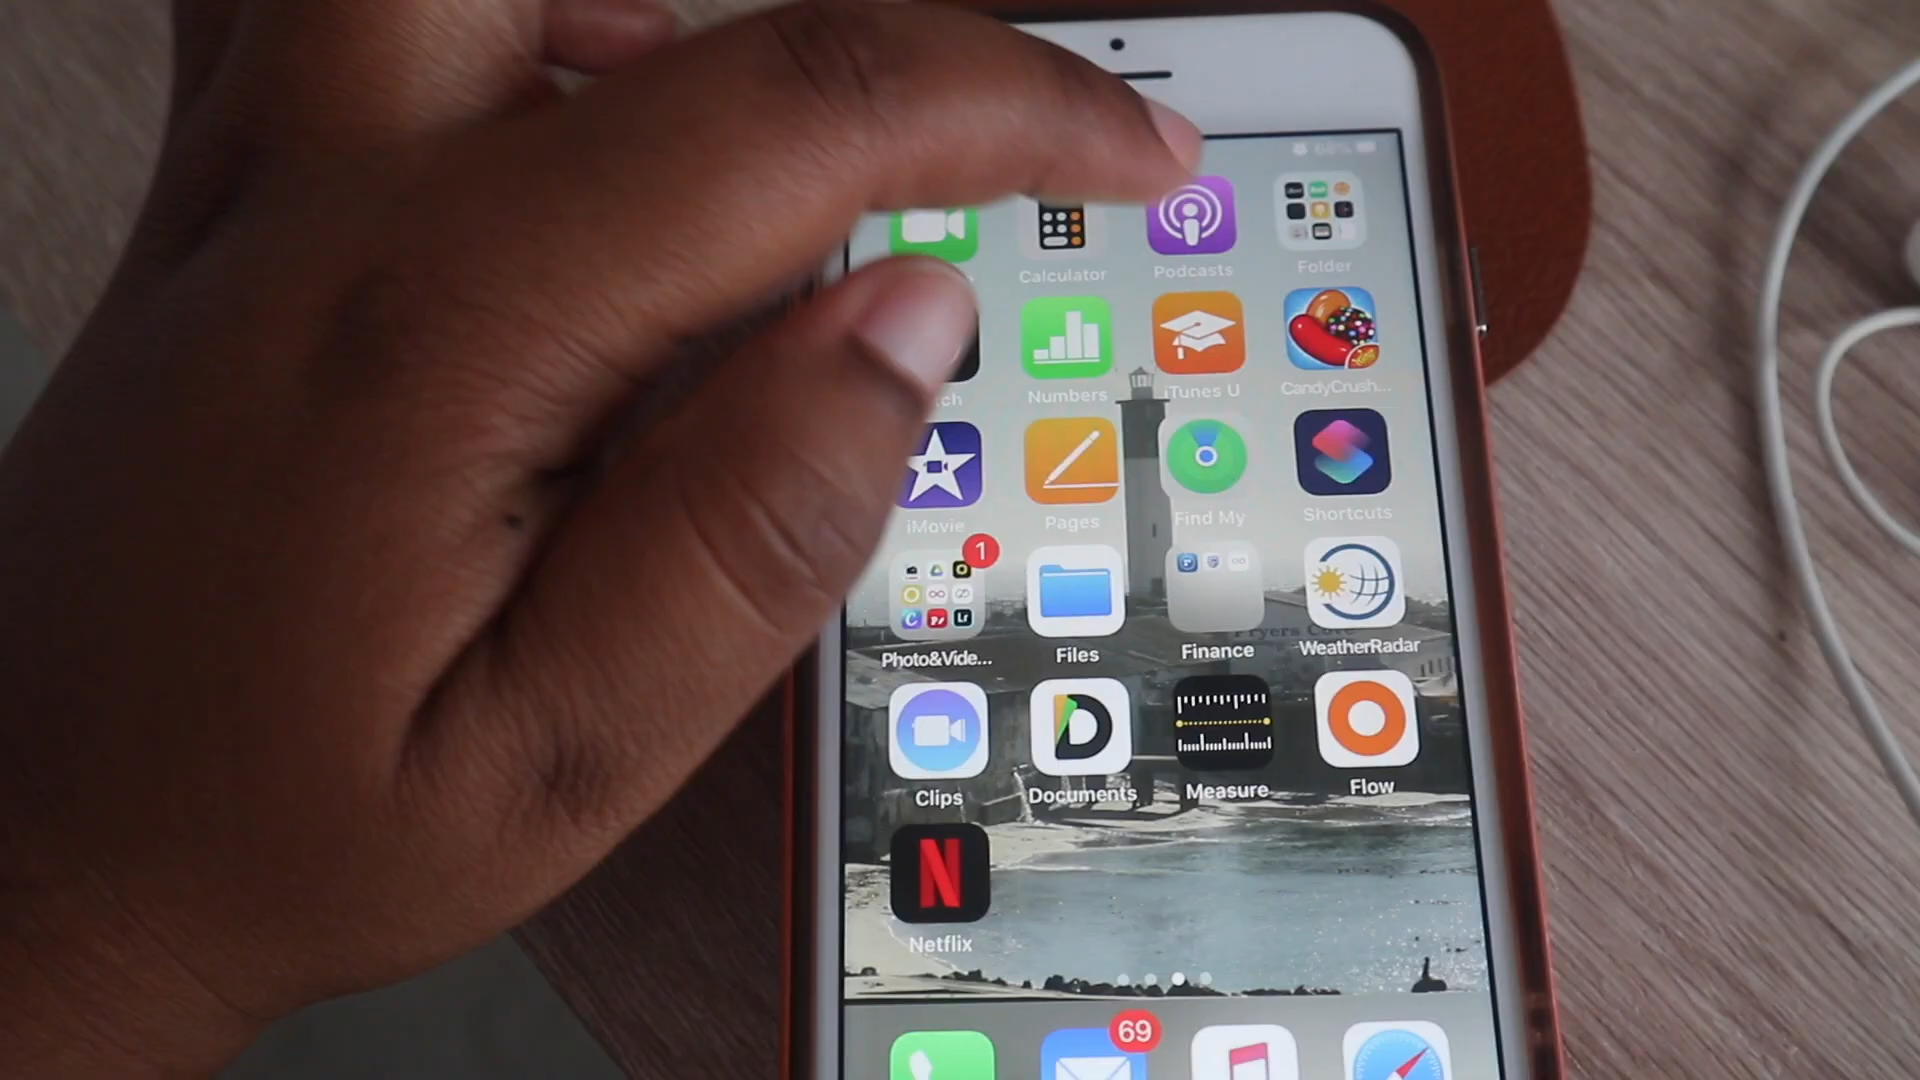 68%
Calculator
Podcasts
Folder
Numbers
iTunes U
CandyCrush...
iMovie
Pages
Find My
Shortcuts
1
Photo&Vide...
Files
Finance
WeatherRadar
Clips
Documents
Measure
Flow
N
Netflix
69